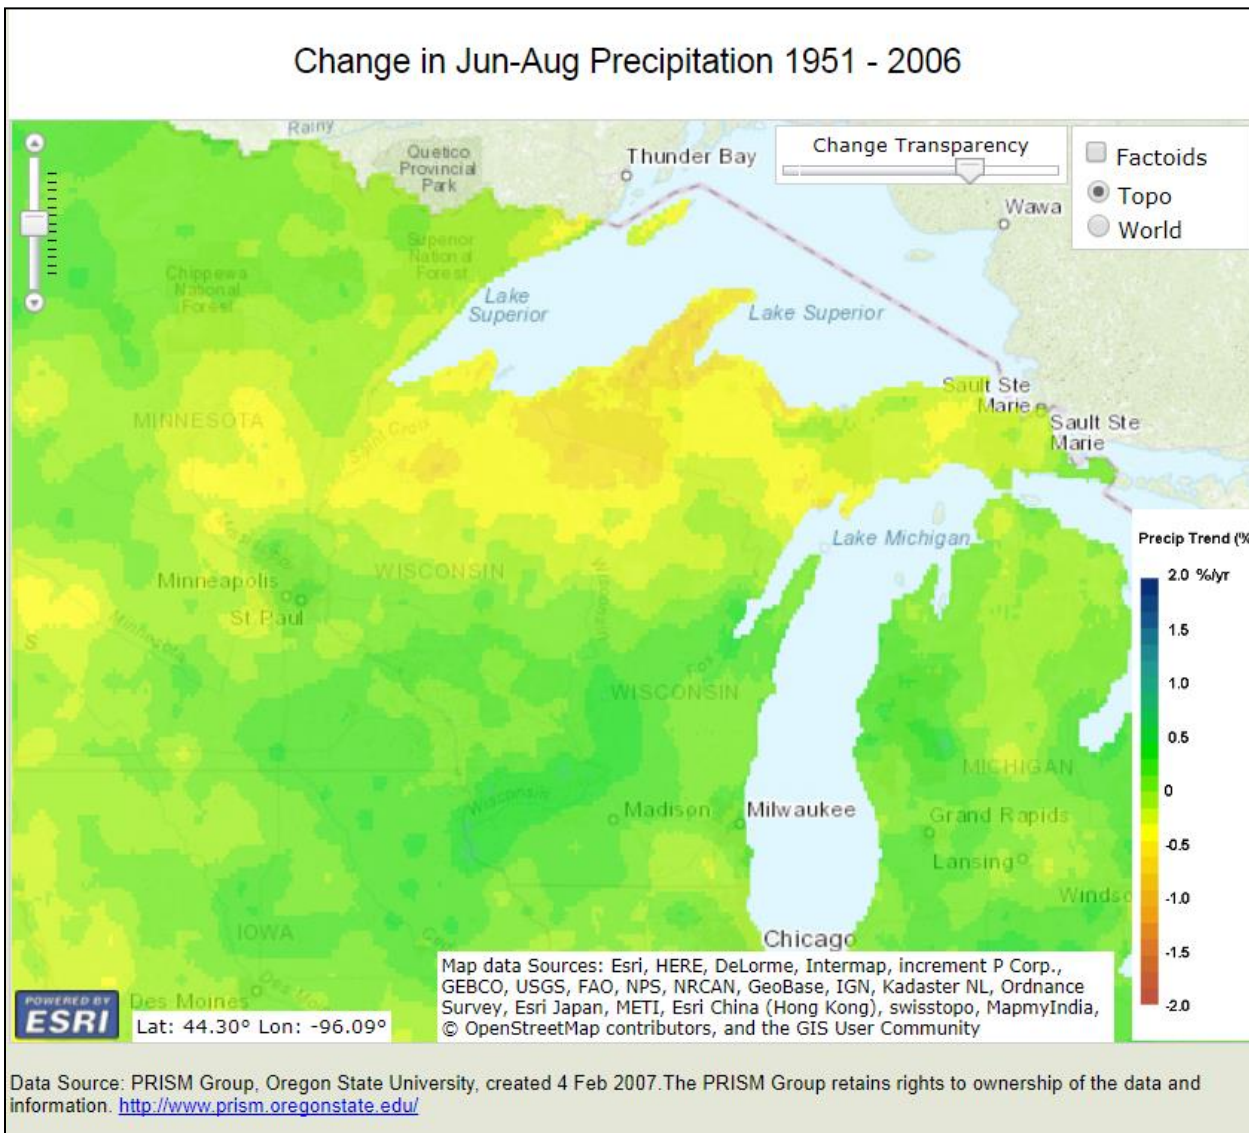 Change in Jun-Aug Precipitation 1951 - 2006
Rainy
Quetico
Provincial
Park
Thunder Bay
Change Transparency
Factoids
Topo
World
Wawa
Superior
National
Forest
Chippewa
National
Forest
Lake
Superior
Lake Superior
Sault Ste
Marie
Sault Ste
Marie
MINNESOTA
Saint Croix
Lake Michigan
Precip Trend (%
2.0 %/yr
1.5
1.0
0.5
0
-0.5
-1.0
-1.5
-2.0
WISCONSIN
Minneapolis
St Paul
Minnesota
S
Fox
WISCONSIN
MICHIGAN
Wisconsin
Madison
Milwaukee
Grand Rapids
Lansing
Windso
IOWA
Chicago
Des Moines
POWERED BY
ESRI
Lat: 44.30° Lon: -96.09°
Map data Sources: Esri, HERE, DeLorme, Intermap, increment P Corp.,
GEBCO, USGS, FAO, NPS, NRCAN, GeoBase, IGN, Kadaster NL, Ordnance
Survey, Esri Japan, METI, Esri China (Hong Kong), swisstopo, MapmyIndia,
© OpenStreetMap contributors, and the GIS User Community
Data Source: PRISM Group, Oregon State University, created 4 Feb 2007.The PRISM Group retains rights to ownership of the data and
information. http://www.prism.oregonstate.edu/